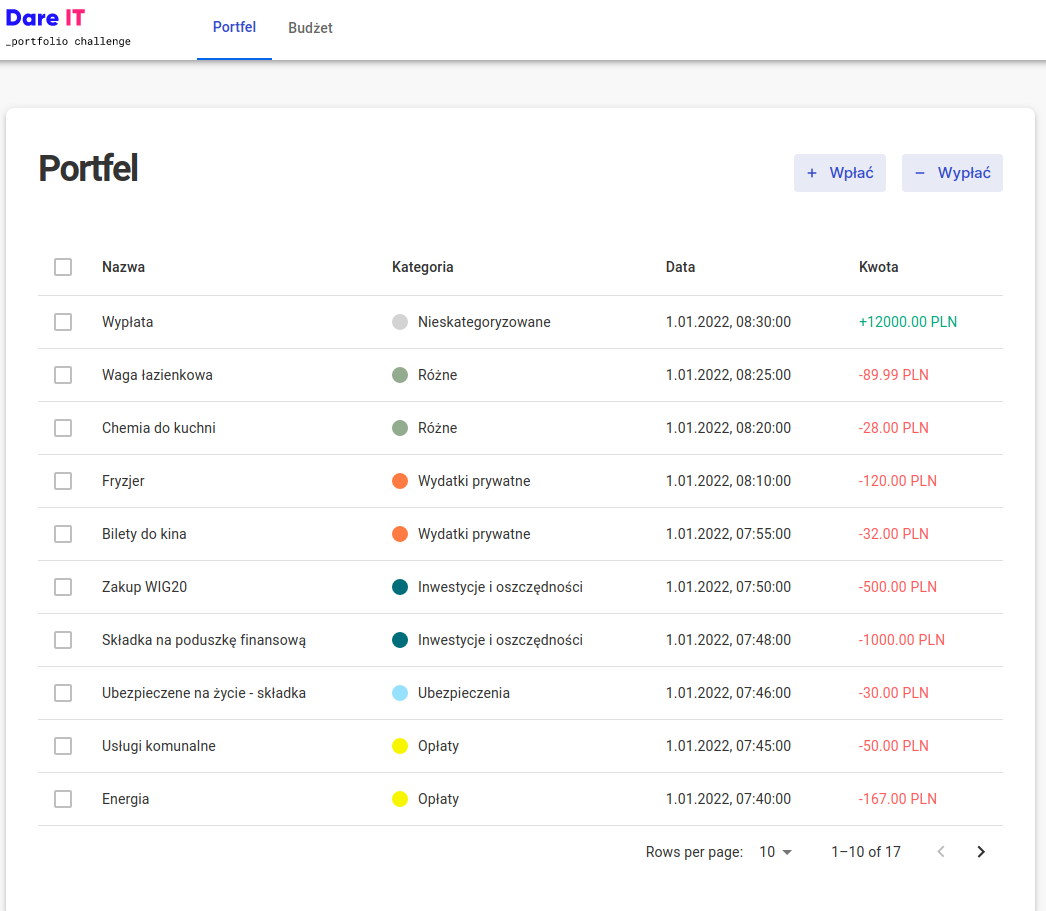 Dare IT
_portfolio challenge
Portfel
Budżet
Portfel
+ Wpłać
− Wypłać
Nazwa Kategoria Data Kwota
Wypłata Nieskategoryzowane 1.01.2022, 08:30:00 +12000.00 PLN
Waga łazienkowa Różne 1.01.2022, 08:25:00 -89.99 PLN
Chemia do kuchni Różne 1.01.2022, 08:20:00 -28.00 PLN
Fryzjer Wydatki prywatne 1.01.2022, 08:10:00 -120.00 PLN
Bilety do kina Wydatki prywatne 1.01.2022, 07:55:00 -32.00 PLN
Zakup WIG20 Inwestycje i oszczędności 1.01.2022, 07:50:00 -500.00 PLN
Składka na poduszkę finansową Inwestycje i oszczędności 1.01.2022, 07:48:00 -1000.00 PLN
Ubezpieczene na życie - składka Ubezpieczenia 1.01.2022, 07:46:00 -30.00 PLN
Usługi komunalne Opłaty 1.01.2022, 07:45:00 -50.00 PLN
Energia Opłaty 1.01.2022, 07:40:00 -167.00 PLN
Rows per page: 10 1–10 of 17